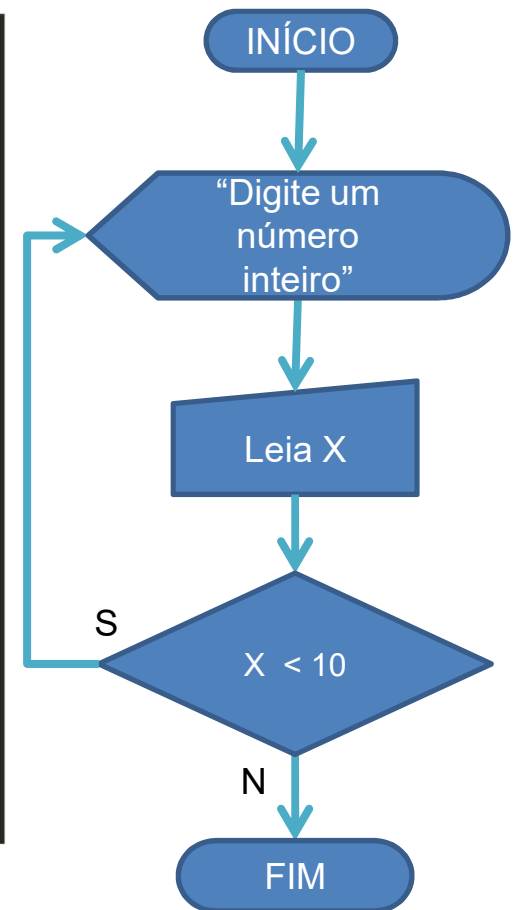 INÍCIO
“Digite um
número
inteiro”
Leia X
S
X < 10
N
FIM